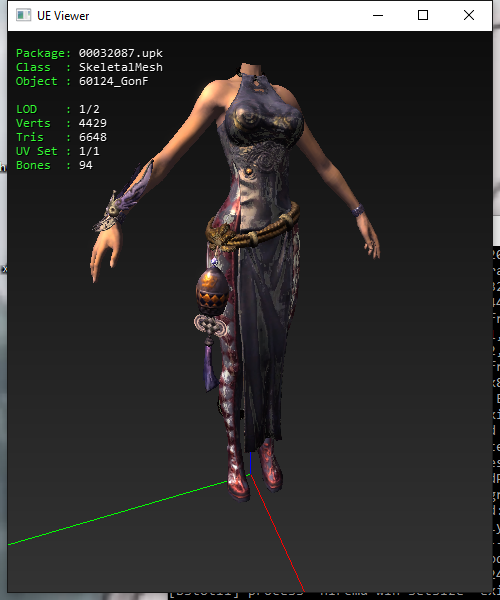 UE Viewer
Package: 00032087.upk
Class : SkeletalMesh
Object : 60124_GonF
LOD : 1/2
Verts : 4429
Tris : 6648
UV Set : 1/1
Bones : 94